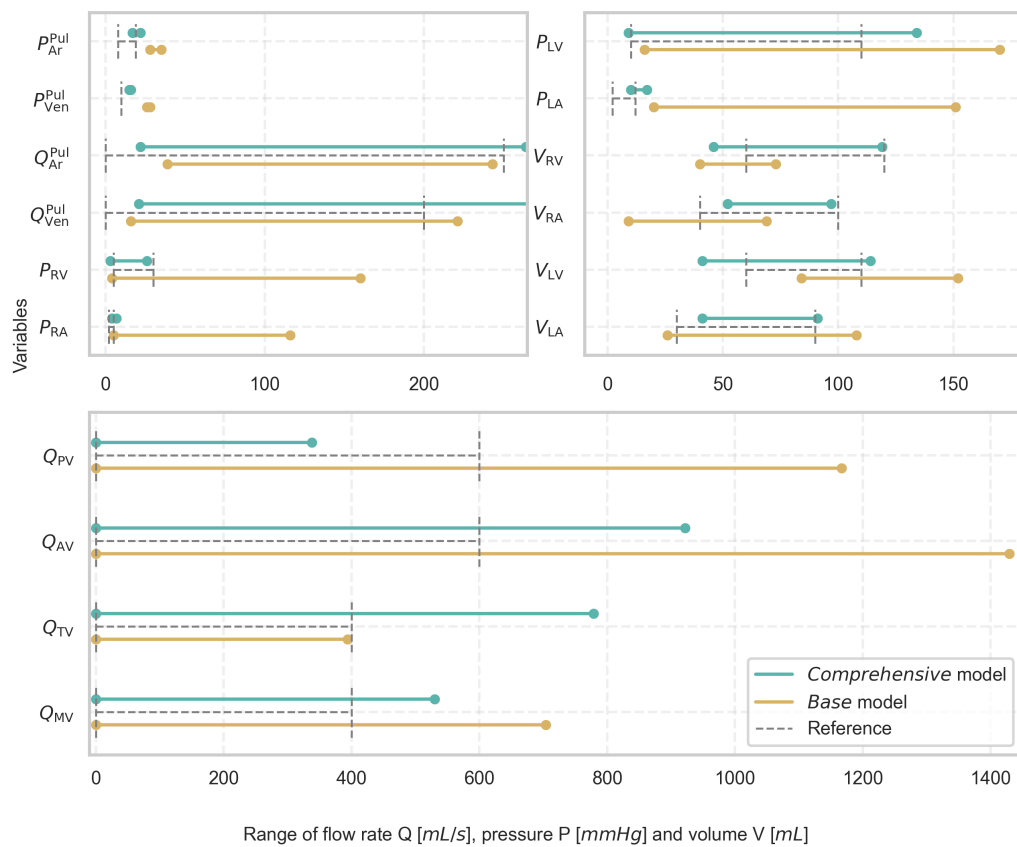 P_Ar^Pul
P_Ven^Pul
Q_Ar^Pul
Q_Ven^Pul
P_RV
P_RA
Variables
0 100 200
P_LV
P_LA
V_RV
V_RA
V_LV
V_LA
0 50 100 150
Q_PV
Q_AV
Q_TV
Q_MV
Comprehensive model
Base model
Reference
0 200 400 600 800 1000 1200 1400
Range of flow rate Q [mL/s], pressure P [mmHg] and volume V [mL]